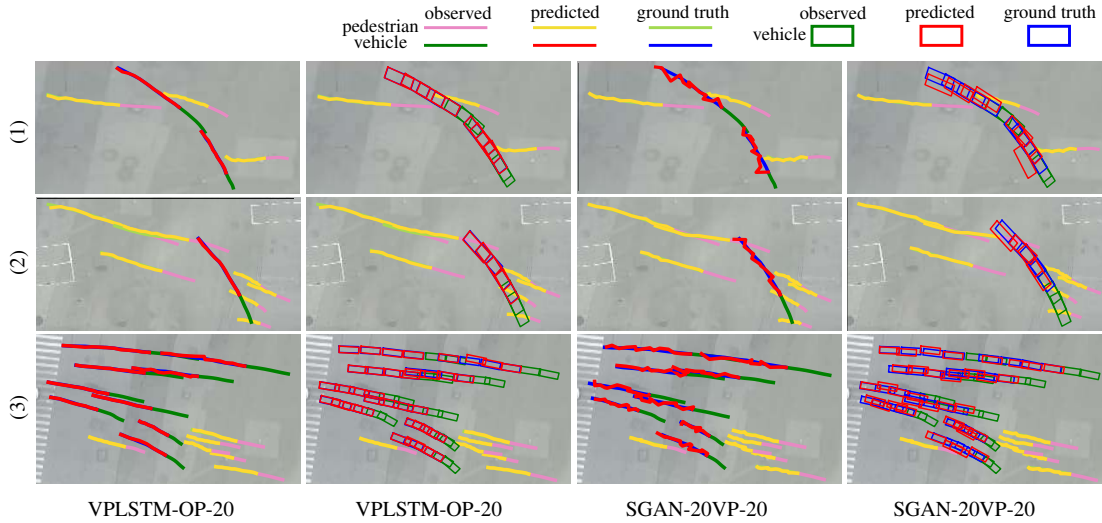 observed predicted ground truth observed predicted ground truth
pedestrian
vehicle vehicle
(1)
(2)
(3)
VPLSTM-OP-20 VPLSTM-OP-20 SGAN-20VP-20 SGAN-20VP-20